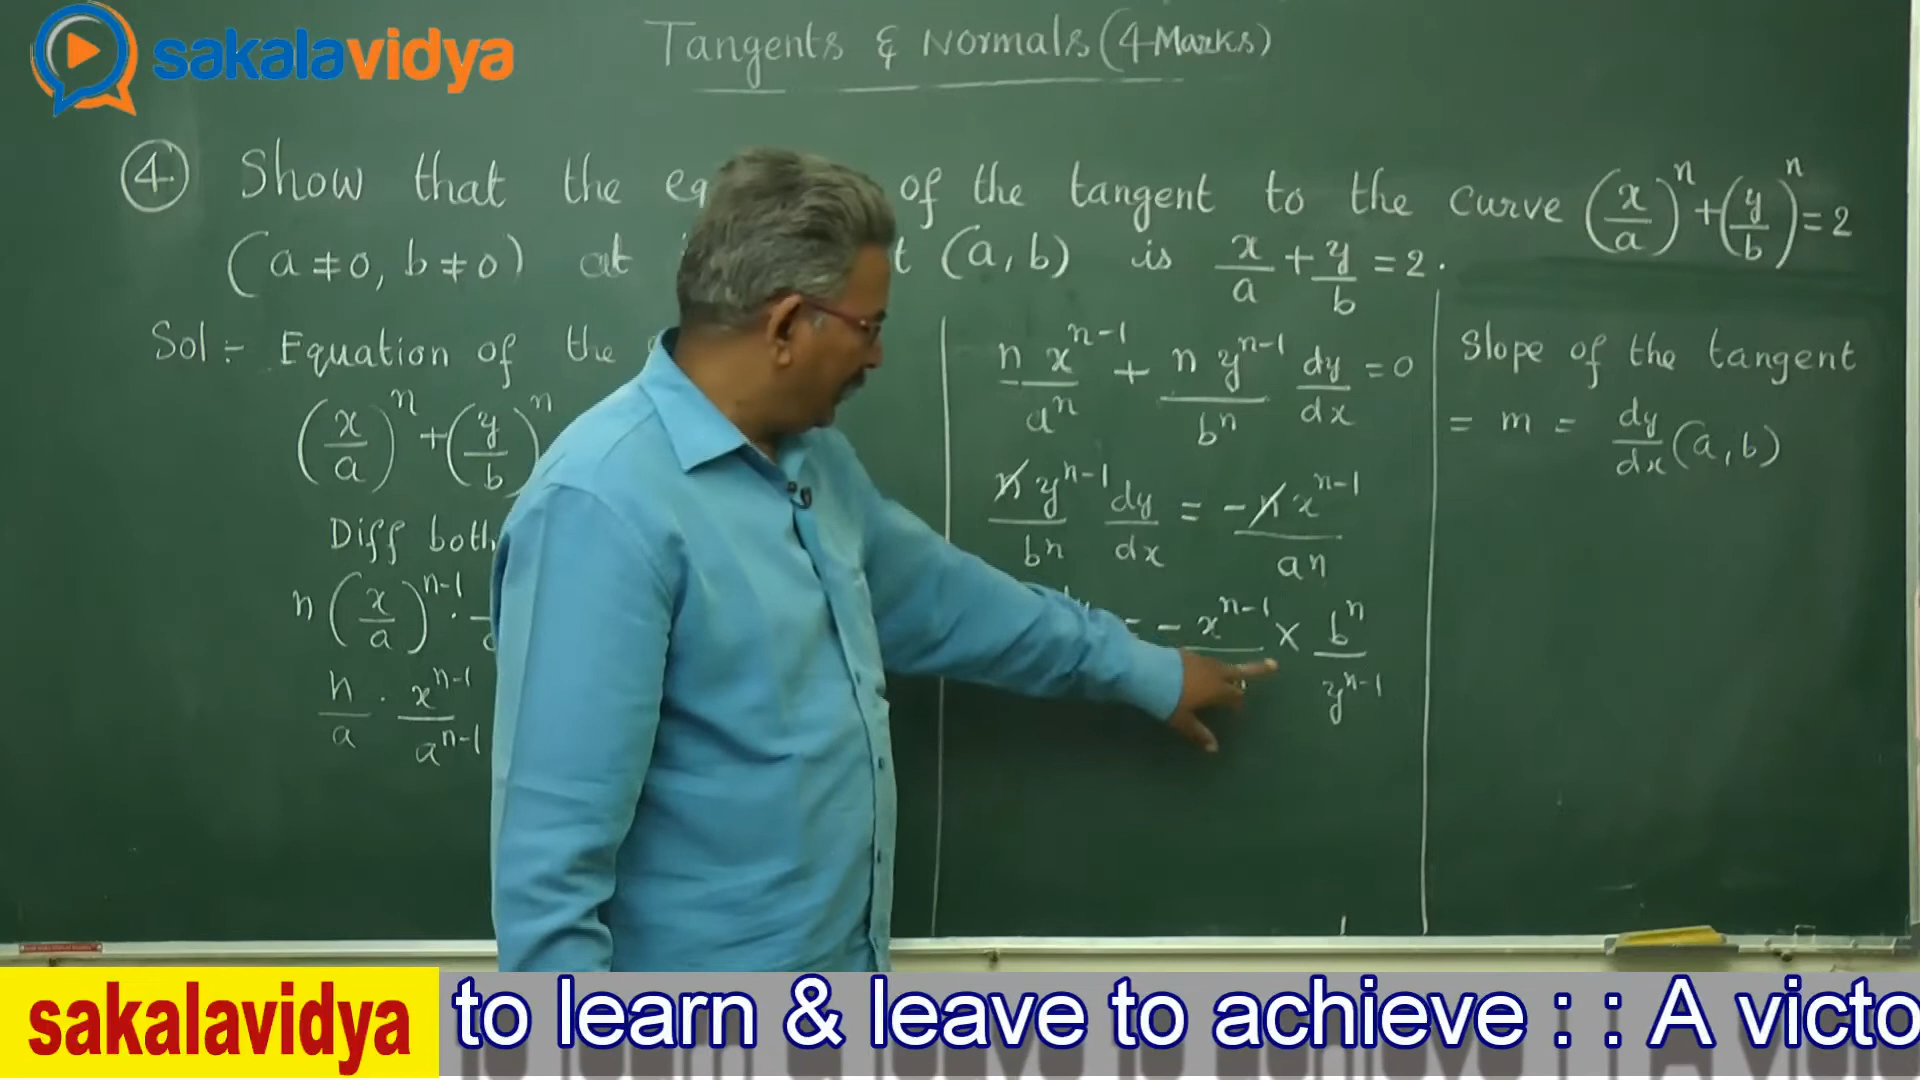 sakalavidya
Tangents & Normals (4 Marks)
④ Show that the eq of the tangent to the curve (x/a)^n + (y/b)^n = 2
(a ≠ 0, b ≠ 0) at (a, b) is x/a + y/b = 2.
Sol :- Equation of the
(x/a)^n + (y/b)^n
Diff both
n (x/a)^(n-1) .
n/a . x^(n-1)/a^(n-1)
n x^(n-1)/a^n + n y^(n-1)/b^n dy/dx = 0
n y^(n-1)/b^n dy/dx = -n x^(n-1)/a^n
= - x^(n-1) × b^n/y^(n-1)
Slope of the tangent
= m = dy/dx (a, b)
sakalavidya to learn & leave to achieve : : A victo